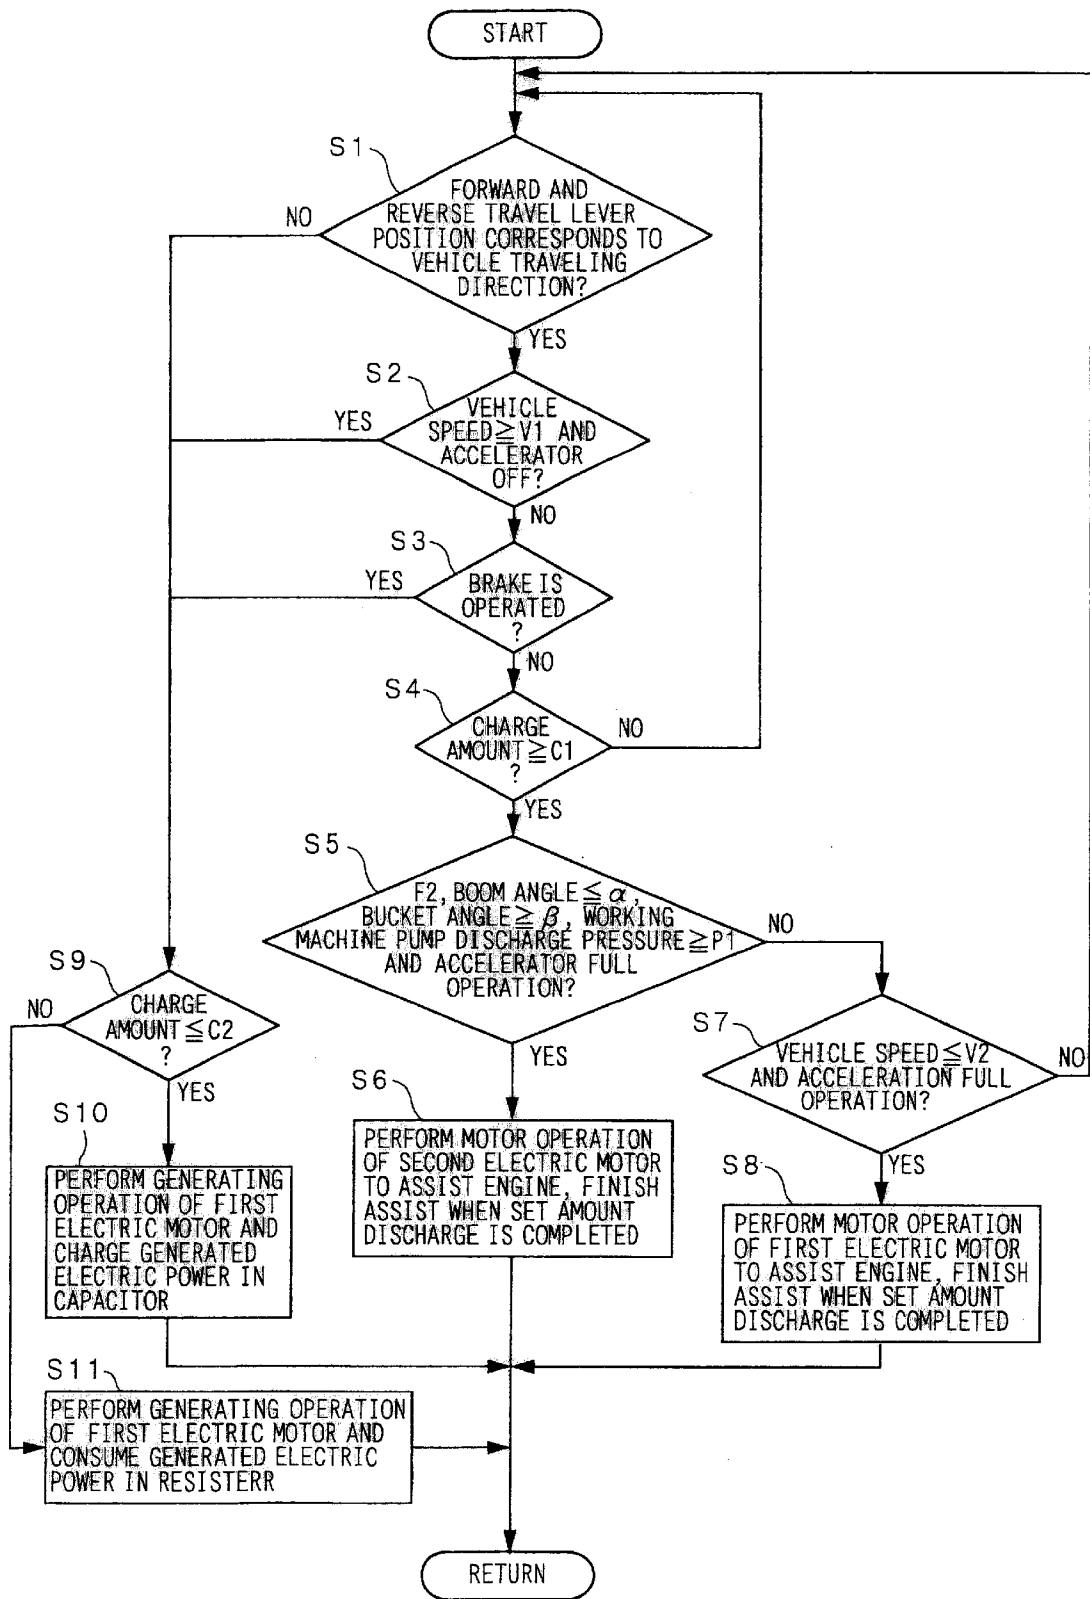 START
S1
FORWARD AND
REVERSE TRAVEL LEVER
POSITION CORRESPONDS TO
VEHICLE TRAVELING
DIRECTION?
NO
YES
S2
VEHICLE
SPEED≧V1 AND
ACCELERATOR
OFF?
YES
NO
S3
BRAKE IS
OPERATED
?
YES
NO
S4
CHARGE
AMOUNT≧C1
?
NO
YES
S5
F2, BOOM ANGLE≦α,
BUCKET ANGLE≧β, WORKING
MACHINE PUMP DISCHARGE PRESSURE≧P1
AND ACCELERATOR FULL
OPERATION?
NO
YES
S9
CHARGE
AMOUNT≦C2
?
NO
YES
S7
VEHICLE SPEED≦V2
AND ACCELERATION FULL
OPERATION?
NO
YES
S10
PERFORM GENERATING
OPERATION OF FIRST
ELECTRIC MOTOR AND
CHARGE GENERATED
ELECTRIC POWER IN
CAPACITOR
S6
PERFORM MOTOR OPERATION
OF SECOND ELECTRIC MOTOR
TO ASSIST ENGINE, FINISH
ASSIST WHEN SET AMOUNT
DISCHARGE IS COMPLETED
S8
PERFORM MOTOR OPERATION
OF FIRST ELECTRIC MOTOR
TO ASSIST ENGINE, FINISH
ASSIST WHEN SET AMOUNT
DISCHARGE IS COMPLETED
S11
PERFORM GENERATING OPERATION
OF FIRST ELECTRIC MOTOR AND
CONSUME GENERATED ELECTRIC
POWER IN RESISTERR
RETURN